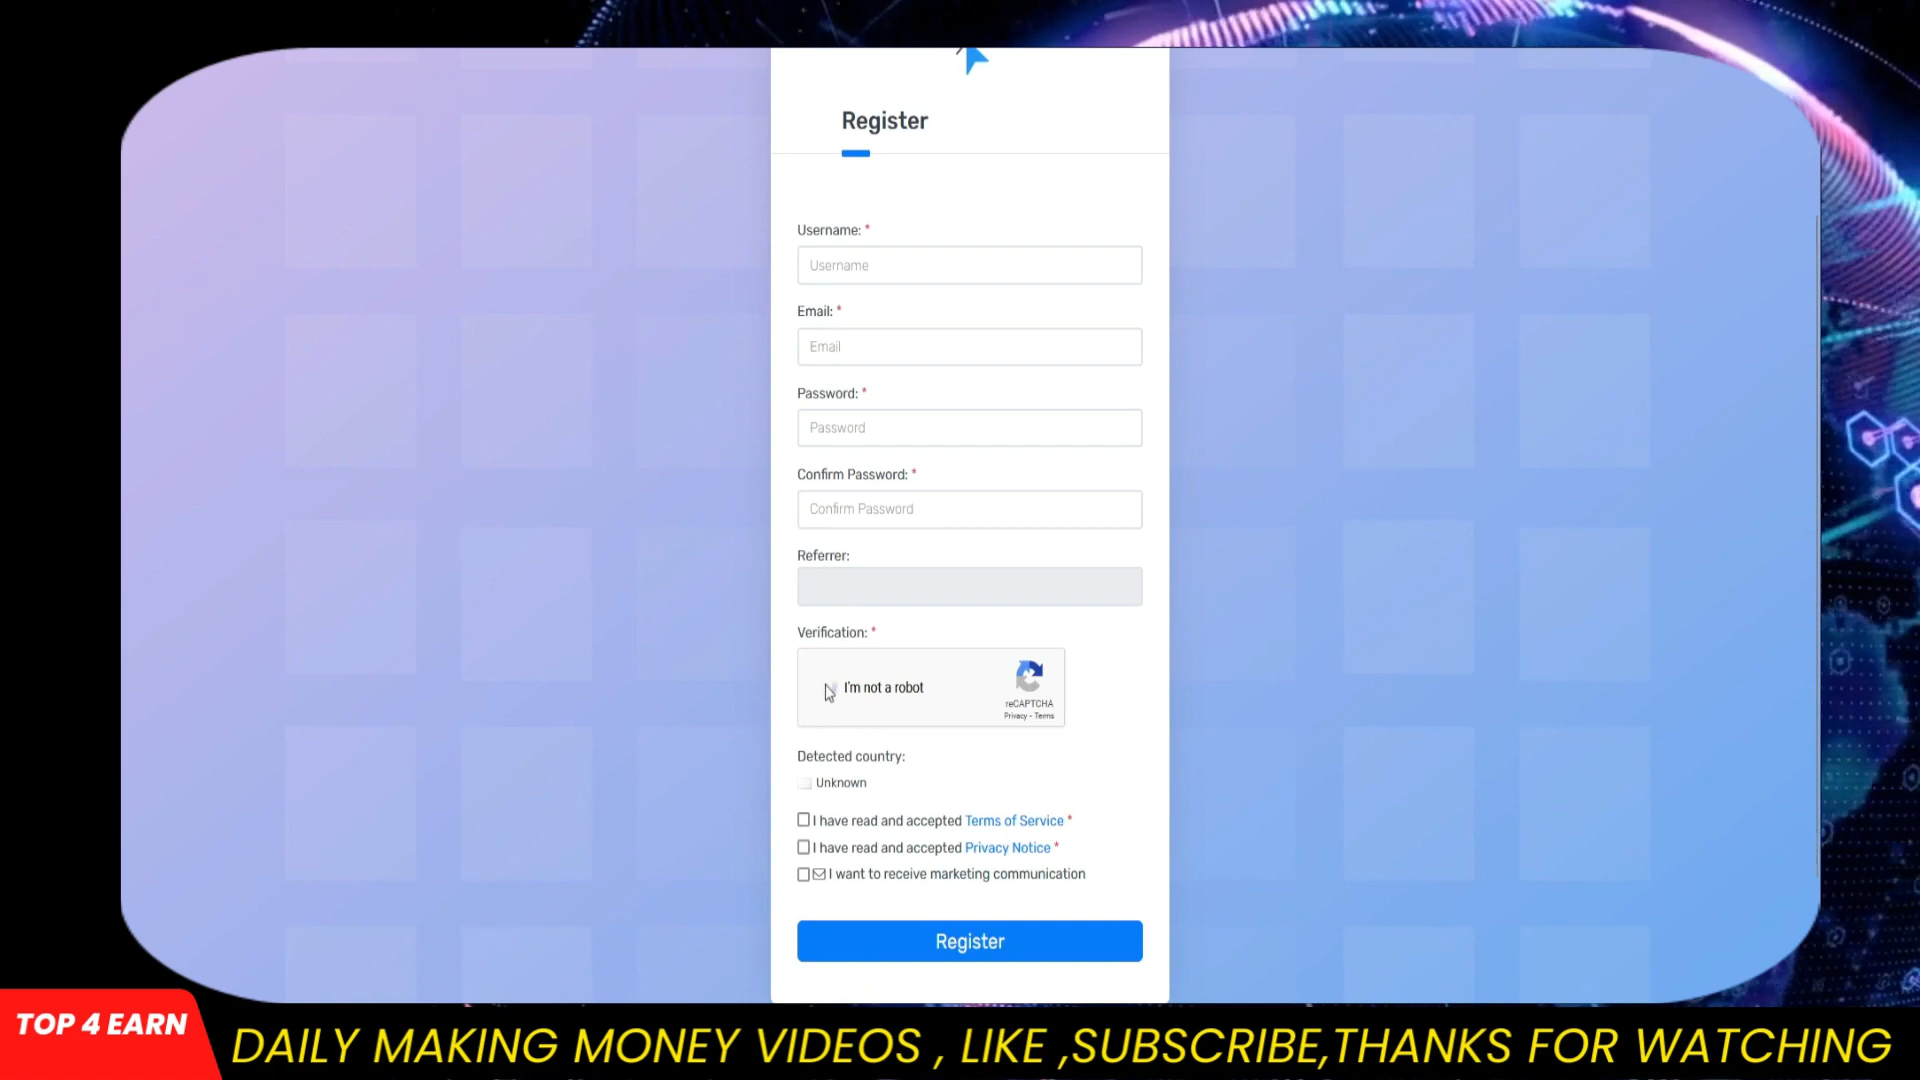 Register
Username: *
Username
Email: *
Email
Password: *
Password
Confirm Password: *
Confirm Password
Referrer:
Verification: *
I'm not a robot
reCAPTCHA
Privacy - Terms
Detected country:
Unknown
I have read and accepted Terms of Service *
I have read and accepted Privacy Notice *
I want to receive marketing communication
Register
TOP 4 EARN
DAILY MAKING MONEY VIDEOS , LIKE ,SUBSCRIBE,THANKS FOR WATCHING